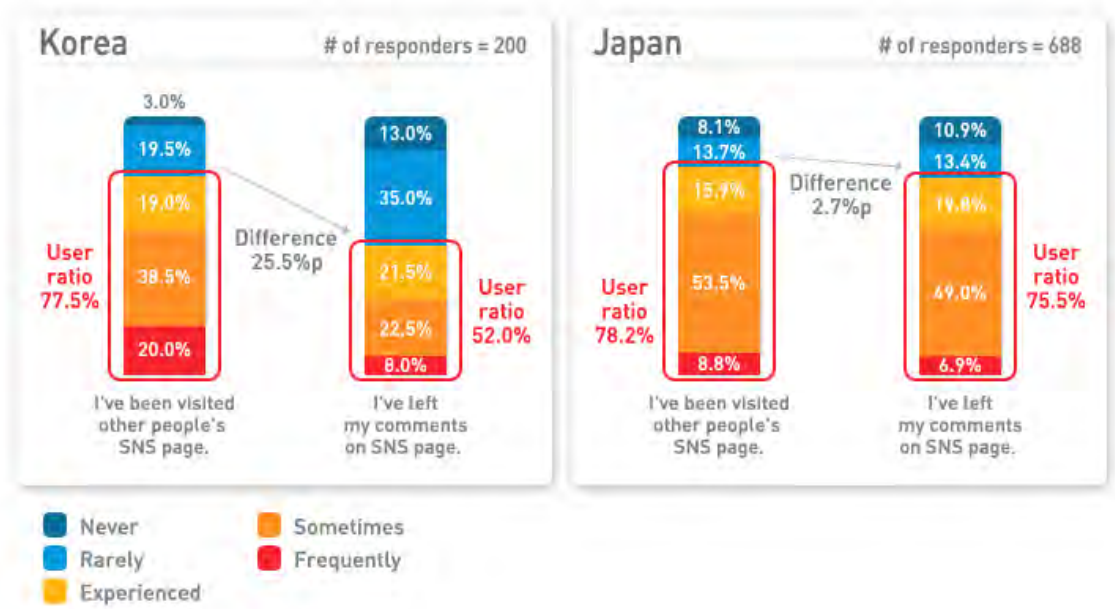 Korea
# of responders = 200
3.0%
19.5%
19.0%
38.5%
20.0%
User
ratio
77.5%
I've been visited
other people's
SNS page.
Difference
25.5%p
13.0%
35.0%
21.5%
22.5%
8.0%
User
ratio
52.0%
I've left
my comments
on SNS page.
Japan
# of responders = 688
8.1%
13.7%
15.9%
53.5%
8.8%
User
ratio
78.2%
I've been visited
other people's
SNS page.
Difference
2.7%p
10.9%
13.4%
19.8%
49.0%
6.9%
User
ratio
75.5%
I've left
my comments
on SNS page.
Never
Rarely
Experienced
Sometimes
Frequently